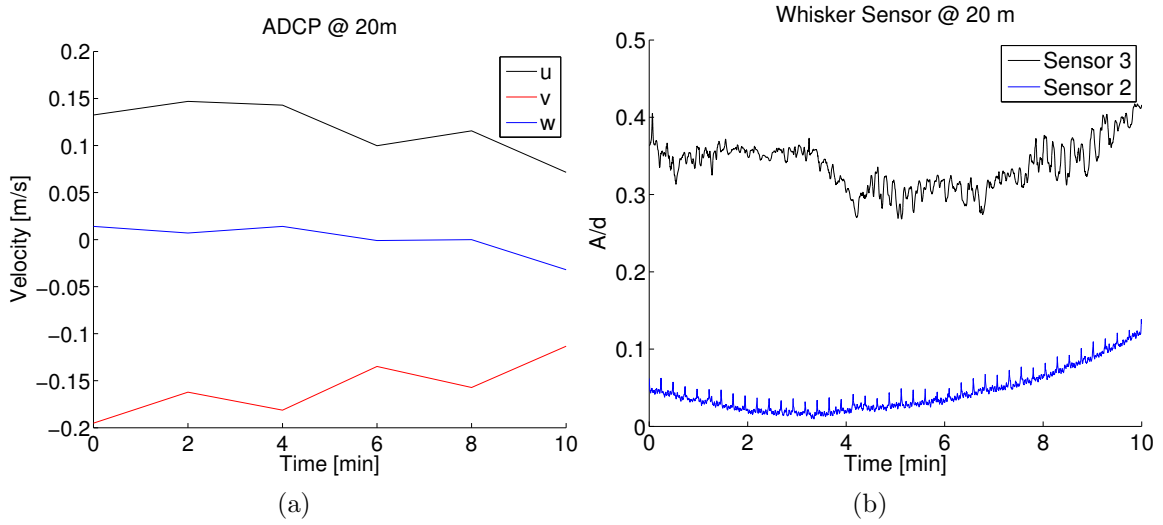 ADCP @ 20m
0.2
0.15
0.1
0.05
0
−0.05
−0.1
−0.15
−0.2
Velocity [m/s]
0 2 4 6 8 10
Time [min]
u
v
w
(a)
Whisker Sensor @ 20 m
0.5
0.4
0.3
0.2
0.1
0
A/d
0 2 4 6 8 10
Time [min]
Sensor 3
Sensor 2
(b)